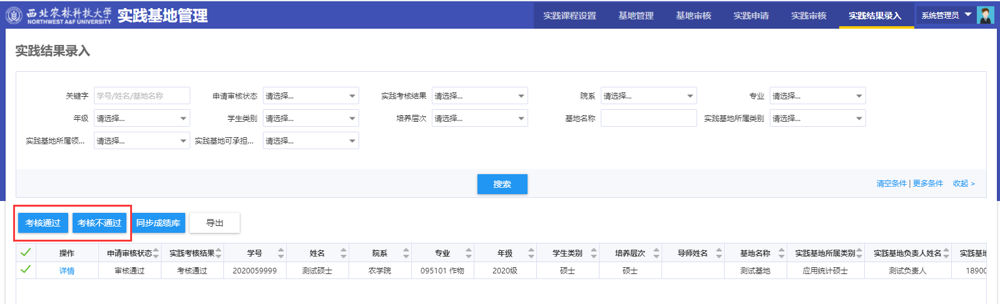 西北农林科技大学
NORTHWEST A&F UNIVERSITY
实践基地管理
实践课程设置 基地管理 基地审核 实践申请 实践审核 实践结果录入 系统管理员
实践结果录入
关键字 学号/姓名/基地名称 申请审核状态 请选择... 实践考核结果 请选择... 院系 请选择... 专业 请选择...
年级 请选择... 学生类别 请选择... 培养层次 请选择... 基地名称 实践基地所属类别 请选择...
实践基地所属领... 请选择... 实践基地可承担... 请选择...
搜索 清空条件 | 更多条件 收起 >
考核通过 考核不通过 同步成绩库 导出
操作 申请审核状态 实践考核结果 学号 姓名 院系 专业 年级 学生类别 培养层次 导师姓名 基地名称 实践基地所属类别 实践基地负责人姓名 实践基地
详情 审核通过 考核通过 2020059999 测试硕士 农学院 095101 作物 2020级 硕士 硕士 测试基地 应用统计硕士 测试负责人 18900